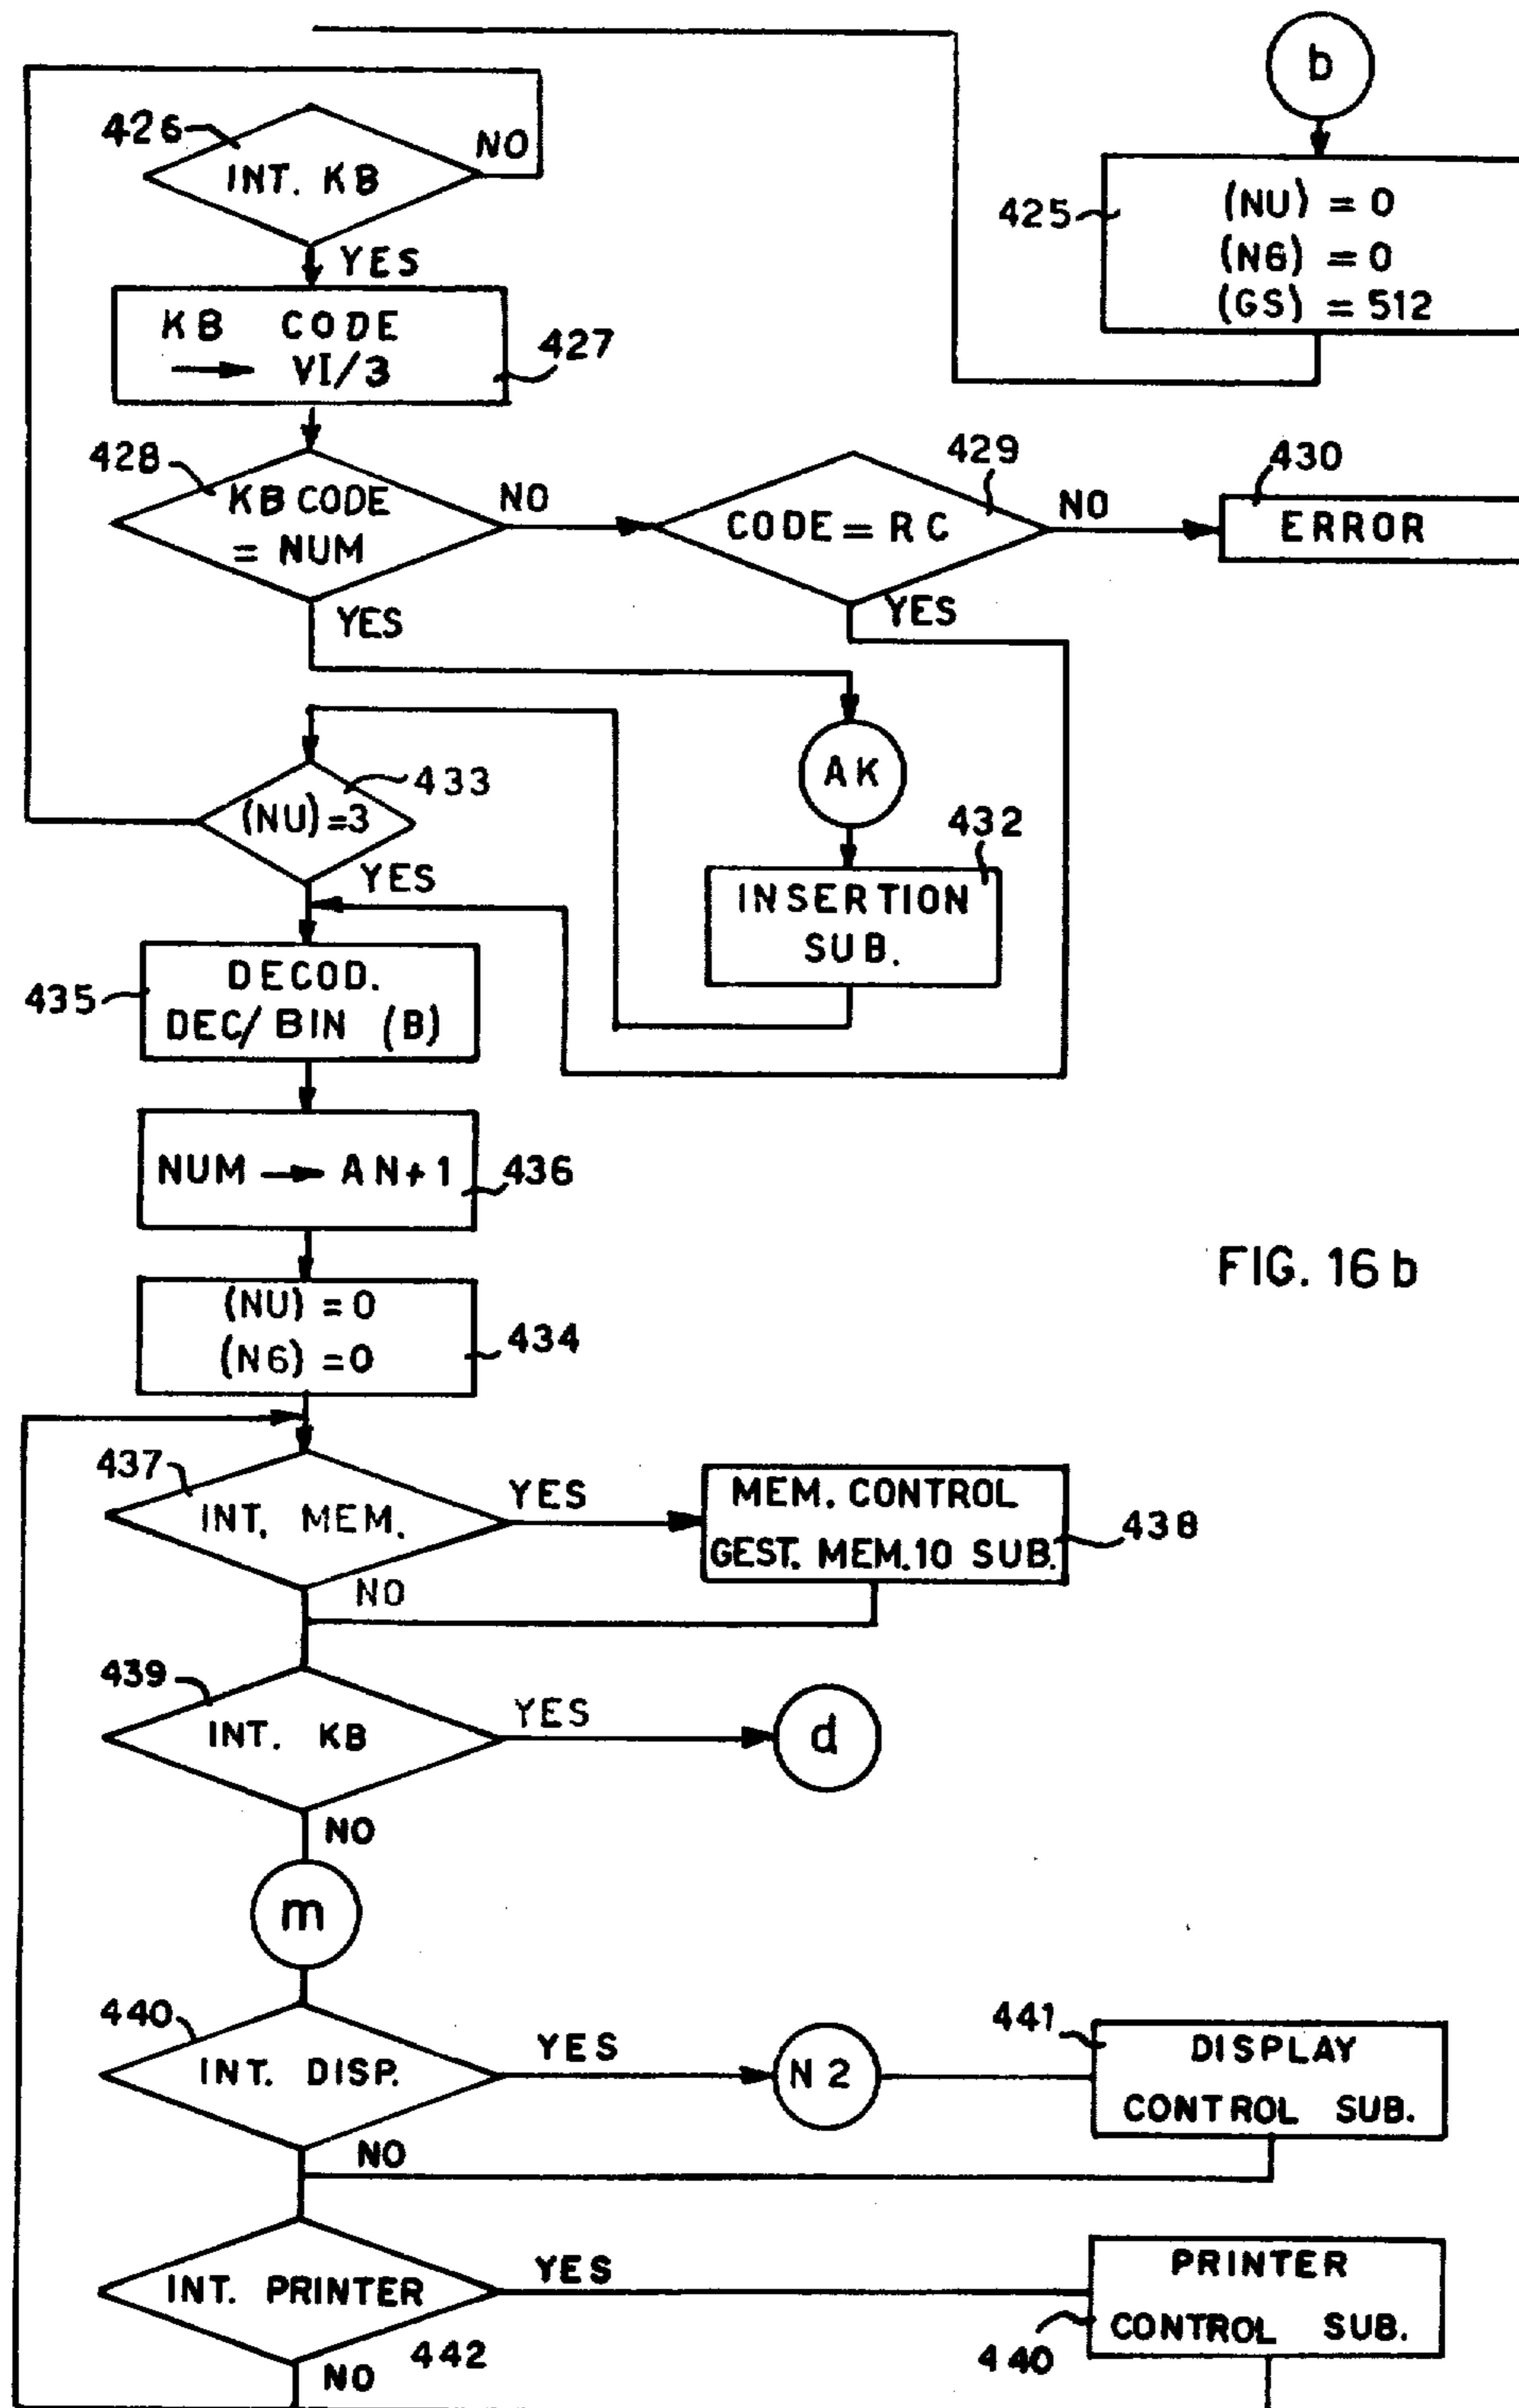 b
425
(NU) = 0
(N6) = 0
(GS) = 512
426
INT. KB
NO
YES
KB CODE
→ VI/3
427
428
KB CODE
= NUM
NO
YES
429
CODE = RC
NO
YES
430
ERROR
AK
432
INSERTION
SUB.
433
(NU)=3
YES
435
DECOD.
DEC/BIN (B)
NUM → AN+1
436
(NU) = 0
(N6) = 0
434
FIG. 16b
437
INT. MEM.
YES
NO
MEM. CONTROL
GEST. MEM.10 SUB.
438
439
INT. KB
YES
d
NO
m
440
INT. DISP.
YES
N2
441
DISPLAY
CONTROL SUB.
NO
INT. PRINTER
YES
442
NO
PRINTER
CONTROL SUB.
440